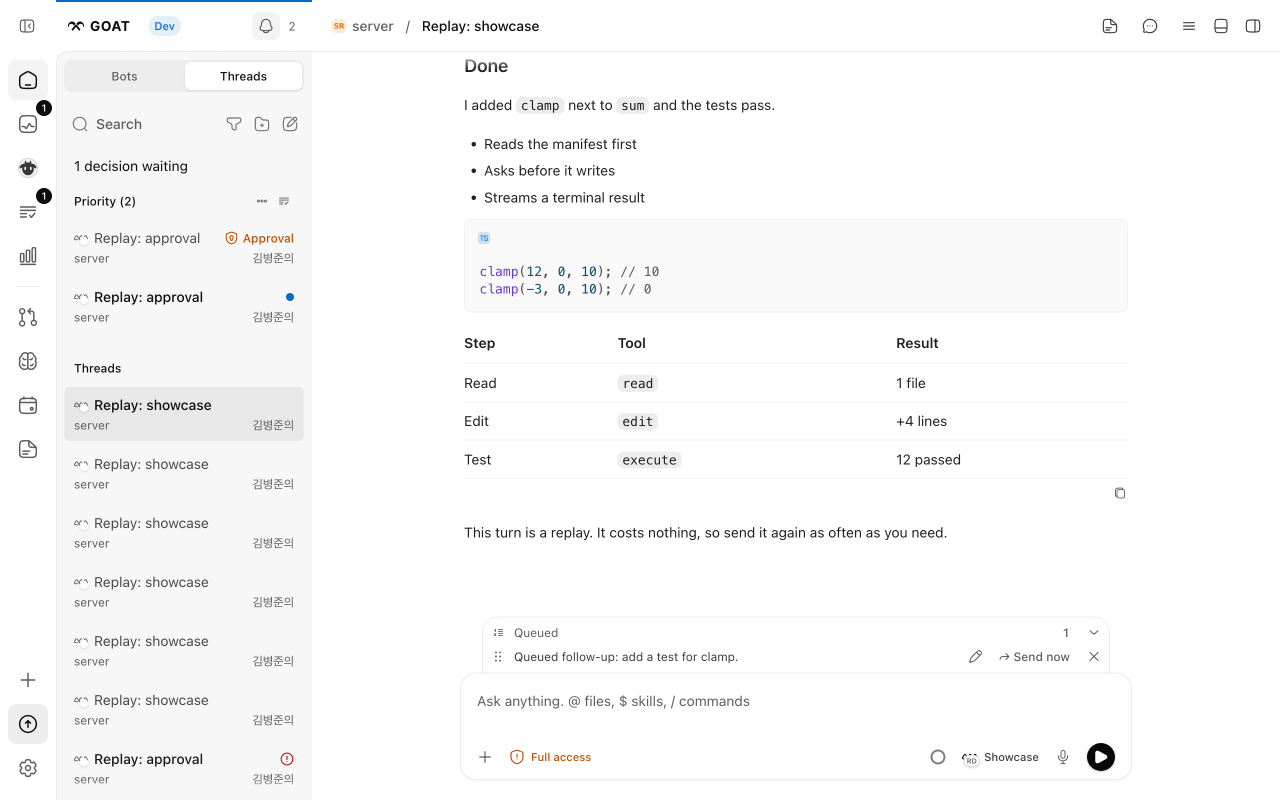 GOAT
Dev
2
SR server / Replay: showcase
Bots
Threads
1
1
Search
1 decision waiting
Priority (2)
Replay: approval
Approval
server
김병준의
Replay: approval
server
김병준의
Threads
Replay: showcase
server
김병준의
Replay: showcase
server
김병준의
Replay: showcase
server
김병준의
Replay: showcase
server
김병준의
Replay: showcase
server
김병준의
Replay: showcase
server
김병준의
Replay: approval
server
김병준의
Done
I added clamp next to sum and the tests pass.
• Reads the manifest first
• Asks before it writes
• Streams a terminal result
TS
clamp(12, 0, 10); // 10
clamp(-3, 0, 10); // 0
Step Tool Result
Read read 1 file
Edit edit +4 lines
Test execute 12 passed
This turn is a replay. It costs nothing, so send it again as often as you need.
Queued
1
Queued follow-up: add a test for clamp.
Send now
Ask anything. @ files, $ skills, / commands
Full access
RD
Showcase